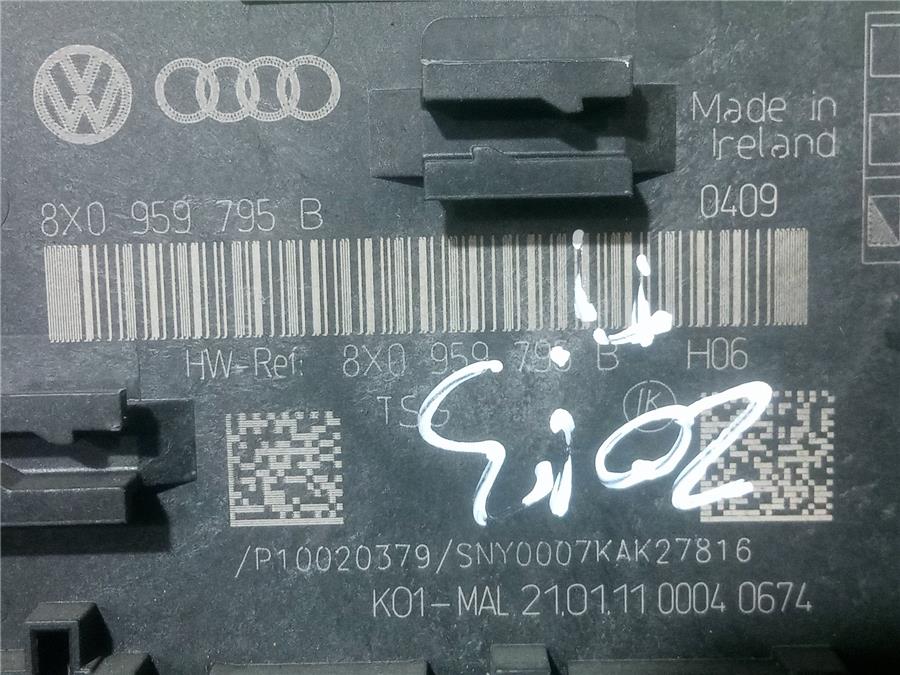 Made in
Ireland
8X0 959 795 B
0409
HW-Ref: 8X0 959 795 B H06
TSG
JK
/P10020379/SNY0007KAK27816
K01-MAL 21.01.11 0004 0674